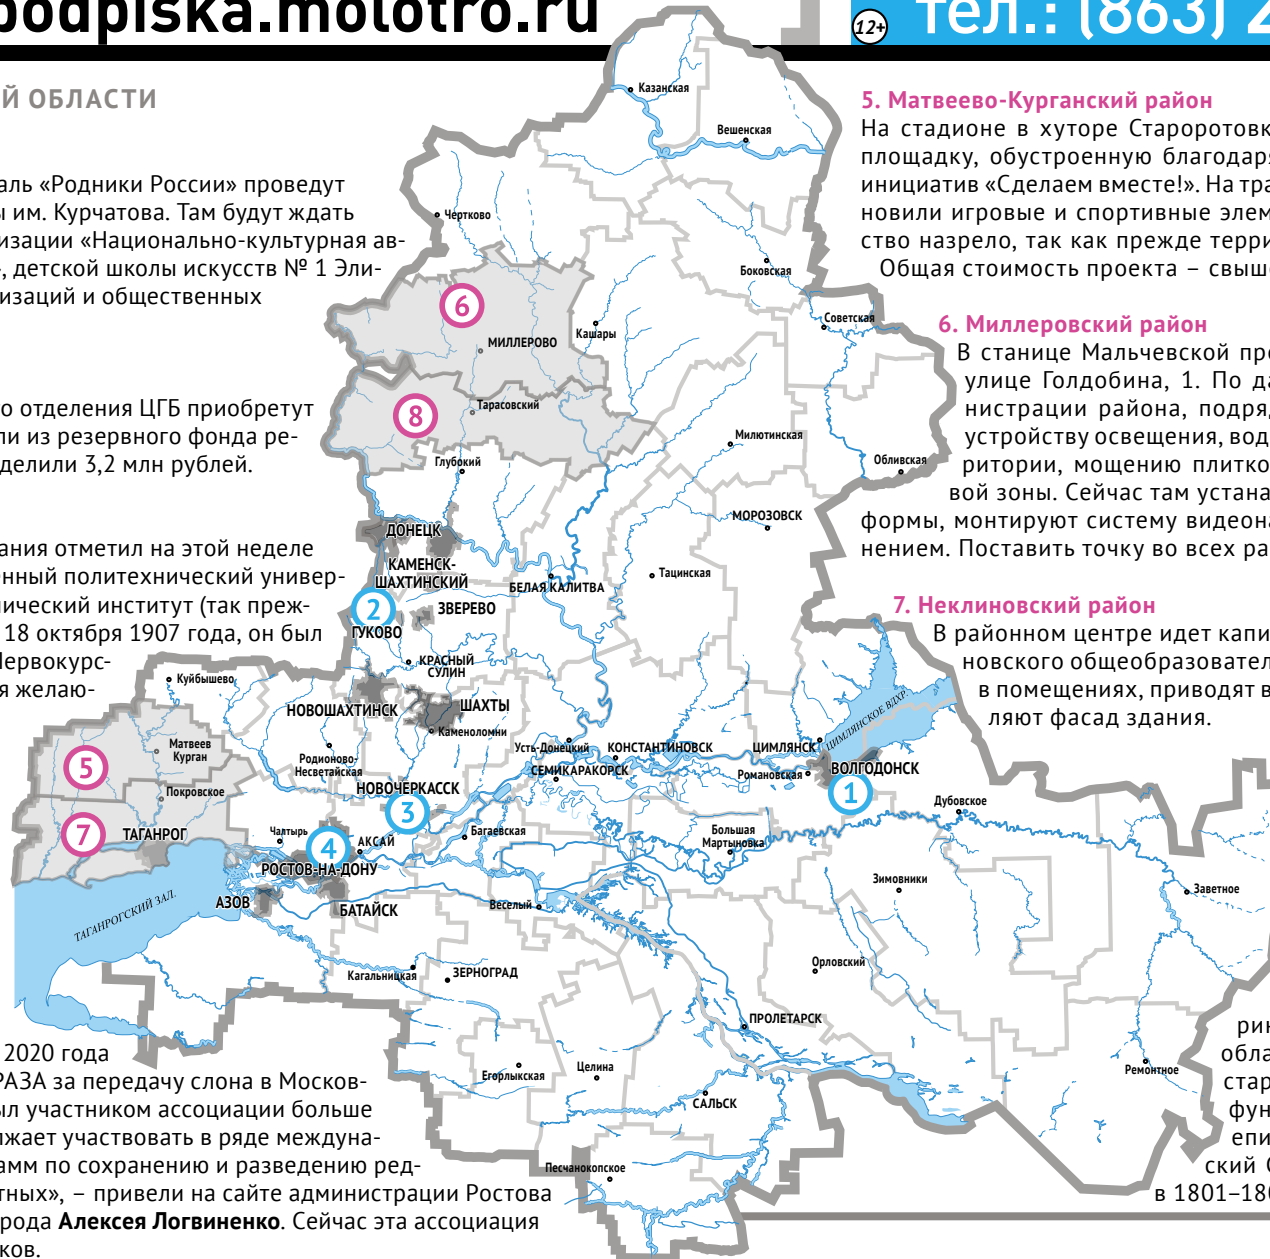 podpiska.molotro.ru
12+
тел.: (863) 2
Й ОБЛАСТИ
аль «Родники России» проведут
ы им. Курчатова. Там будут ждать
изации «Национально-культурная ав-
», детской школы искусств № 1 Эли-
изаций и общественных
о отделения ЦГБ приобретут
ли из резервного фонда ре-
делили 3,2 млн рублей.
ания отметил на этой неделе
енный политехнический универ-
нический институт (так преж-
18 октября 1907 года, он был
Первокурс-
я желаю-
2020 года
РАЗА за передачу слона в Москов-
ыл участником ассоциации больше
лжает участвовать в ряде междуна-
амм по сохранению и разведению ред-
тных», – привели на сайте администрации Ростова
рода Алексея Логвиненко. Сейчас эта ассоциация
ков.
5. Матвеево-Курганский район
На стадионе в хуторе Староротовк
площадку, обустроенную благодаря
инициатив «Сделаем вместе!». На тра
новили игровые и спортивные элем
ство назрело, так как прежде терри
Общая стоимость проекта – свыше
6. Миллеровский район
В станице Мальчевской про
улице Голдобина, 1. По да
нистрации района, подряд
устройству освещения, вод
ритории, мощению плитко
вой зоны. Сейчас там устана
формы, монтируют систему видеона
нением. Поставить точку во всех ра
7. Неклиновский район
В районном центре идет капи
новского общеобразовател
в помещениях, приводят в
ляют фасад здания.
рин
обла
стар
фун
епи
ский С
в 1801–180
Казанская
Вешенская
Чертково
Боковская
6
МИЛЛЕРОВО
Кашары
Советская
8
Тарасовский
Милютинская
Глубокий
Обливская
ДОНЕЦК
МОРОЗОВСК
КАМЕНСК-
ШАХТИНСКИЙ
БЕЛАЯ КАЛИТВА
Тацинская
2
ЗВЕРЕВО
ГУКОВО
КРАСНЫЙ
СУЛИН
Куйбышево
НОВОШАХТИНСК
ШАХТЫ
Каменоломни
ЦИМЛЯНСКОЕ ВДХР.
5
Матвеев
Курган
Родионово-
Несветайская
Усть-Донецкий
КОНСТАНТИНОВСК
ЦИМЛЯНСК
СЕМИКАРАКОРСК
Романовская
ВОЛГОДОНСК
1
Покровское
НОВОЧЕРКАССК
3
Дубовское
7
ТАГАНРОГ
Чалтырь
4
АКСАЙ
Багаевская
Большая
Мартыновка
РОСТОВ-НА-ДОНУ
Зимовники
Заветное
АЗОВ
БАТАЙСК
Веселый
ТАГАНРОГСКИЙ ЗАЛ.
Кагальницкая
ЗЕРНОГРАД
Орловский
ПРОЛЕТАРСК
Егорлыкская
Целина
Ремонтное
САЛЬСК
Песчанокопское